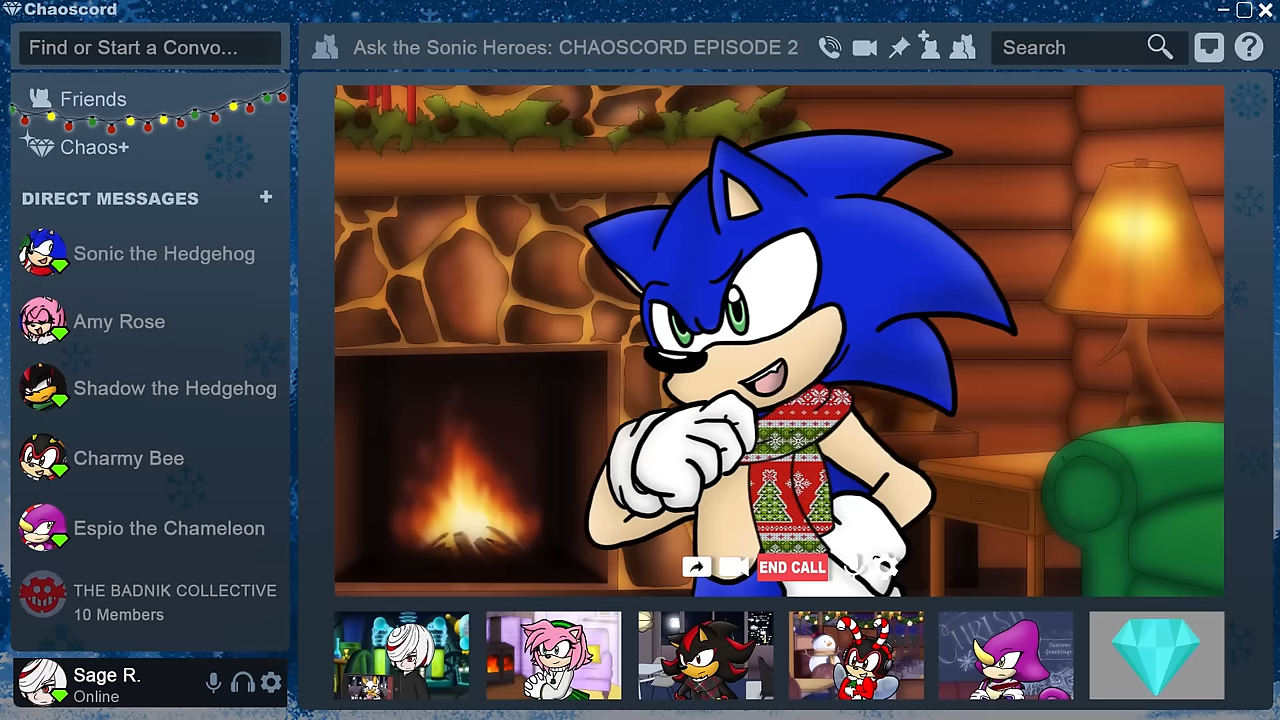 Chaoscord
Find or Start a Convo...
Ask the Sonic Heroes: CHAOSCORD EPISODE 2
Search
Friends
Chaos+
DIRECT MESSAGES
Sonic the Hedgehog
Amy Rose
Shadow the Hedgehog
Charmy Bee
Espio the Chameleon
THE BADNIK COLLECTIVE
10 Members
Sage R.
Online
END CALL